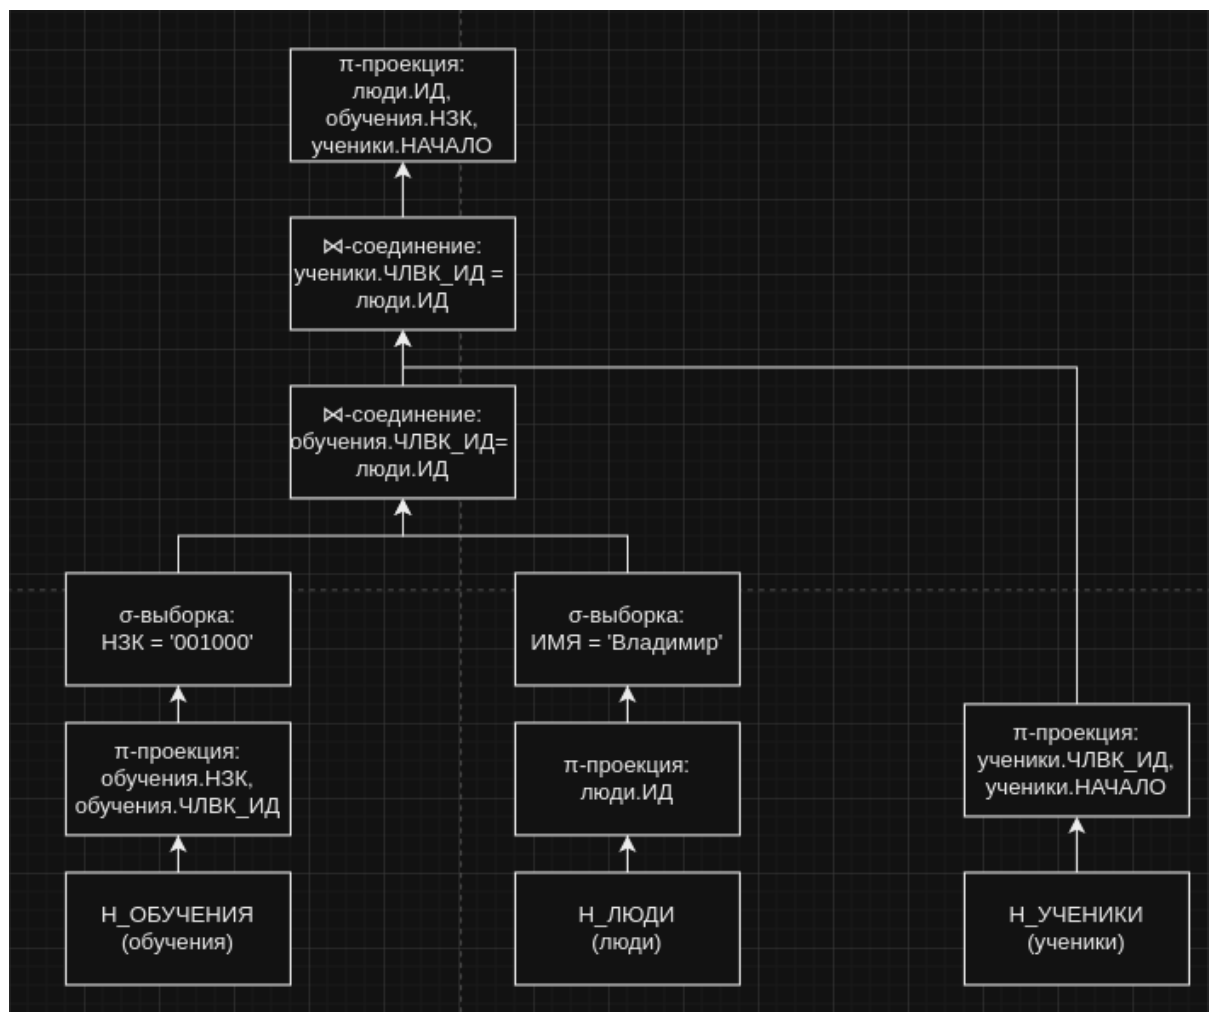 π-проекция:
люди.ИД,
обучения.НЗК,
ученики.НАЧАЛО
⋈-соединение:
ученики.ЧЛВК_ИД =
люди.ИД
⋈-соединение:
обучения.ЧЛВК_ИД=
люди.ИД
σ-выборка:
НЗК = '001000'
σ-выборка:
ИМЯ = 'Владимир'
π-проекция:
обучения.НЗК,
обучения.ЧЛВК_ИД
π-проекция:
люди.ИД
π-проекция:
ученики.ЧЛВК_ИД,
ученики.НАЧАЛО
Н_ОБУЧЕНИЯ
(обучения)
Н_ЛЮДИ
(люди)
Н_УЧЕНИКИ
(ученики)